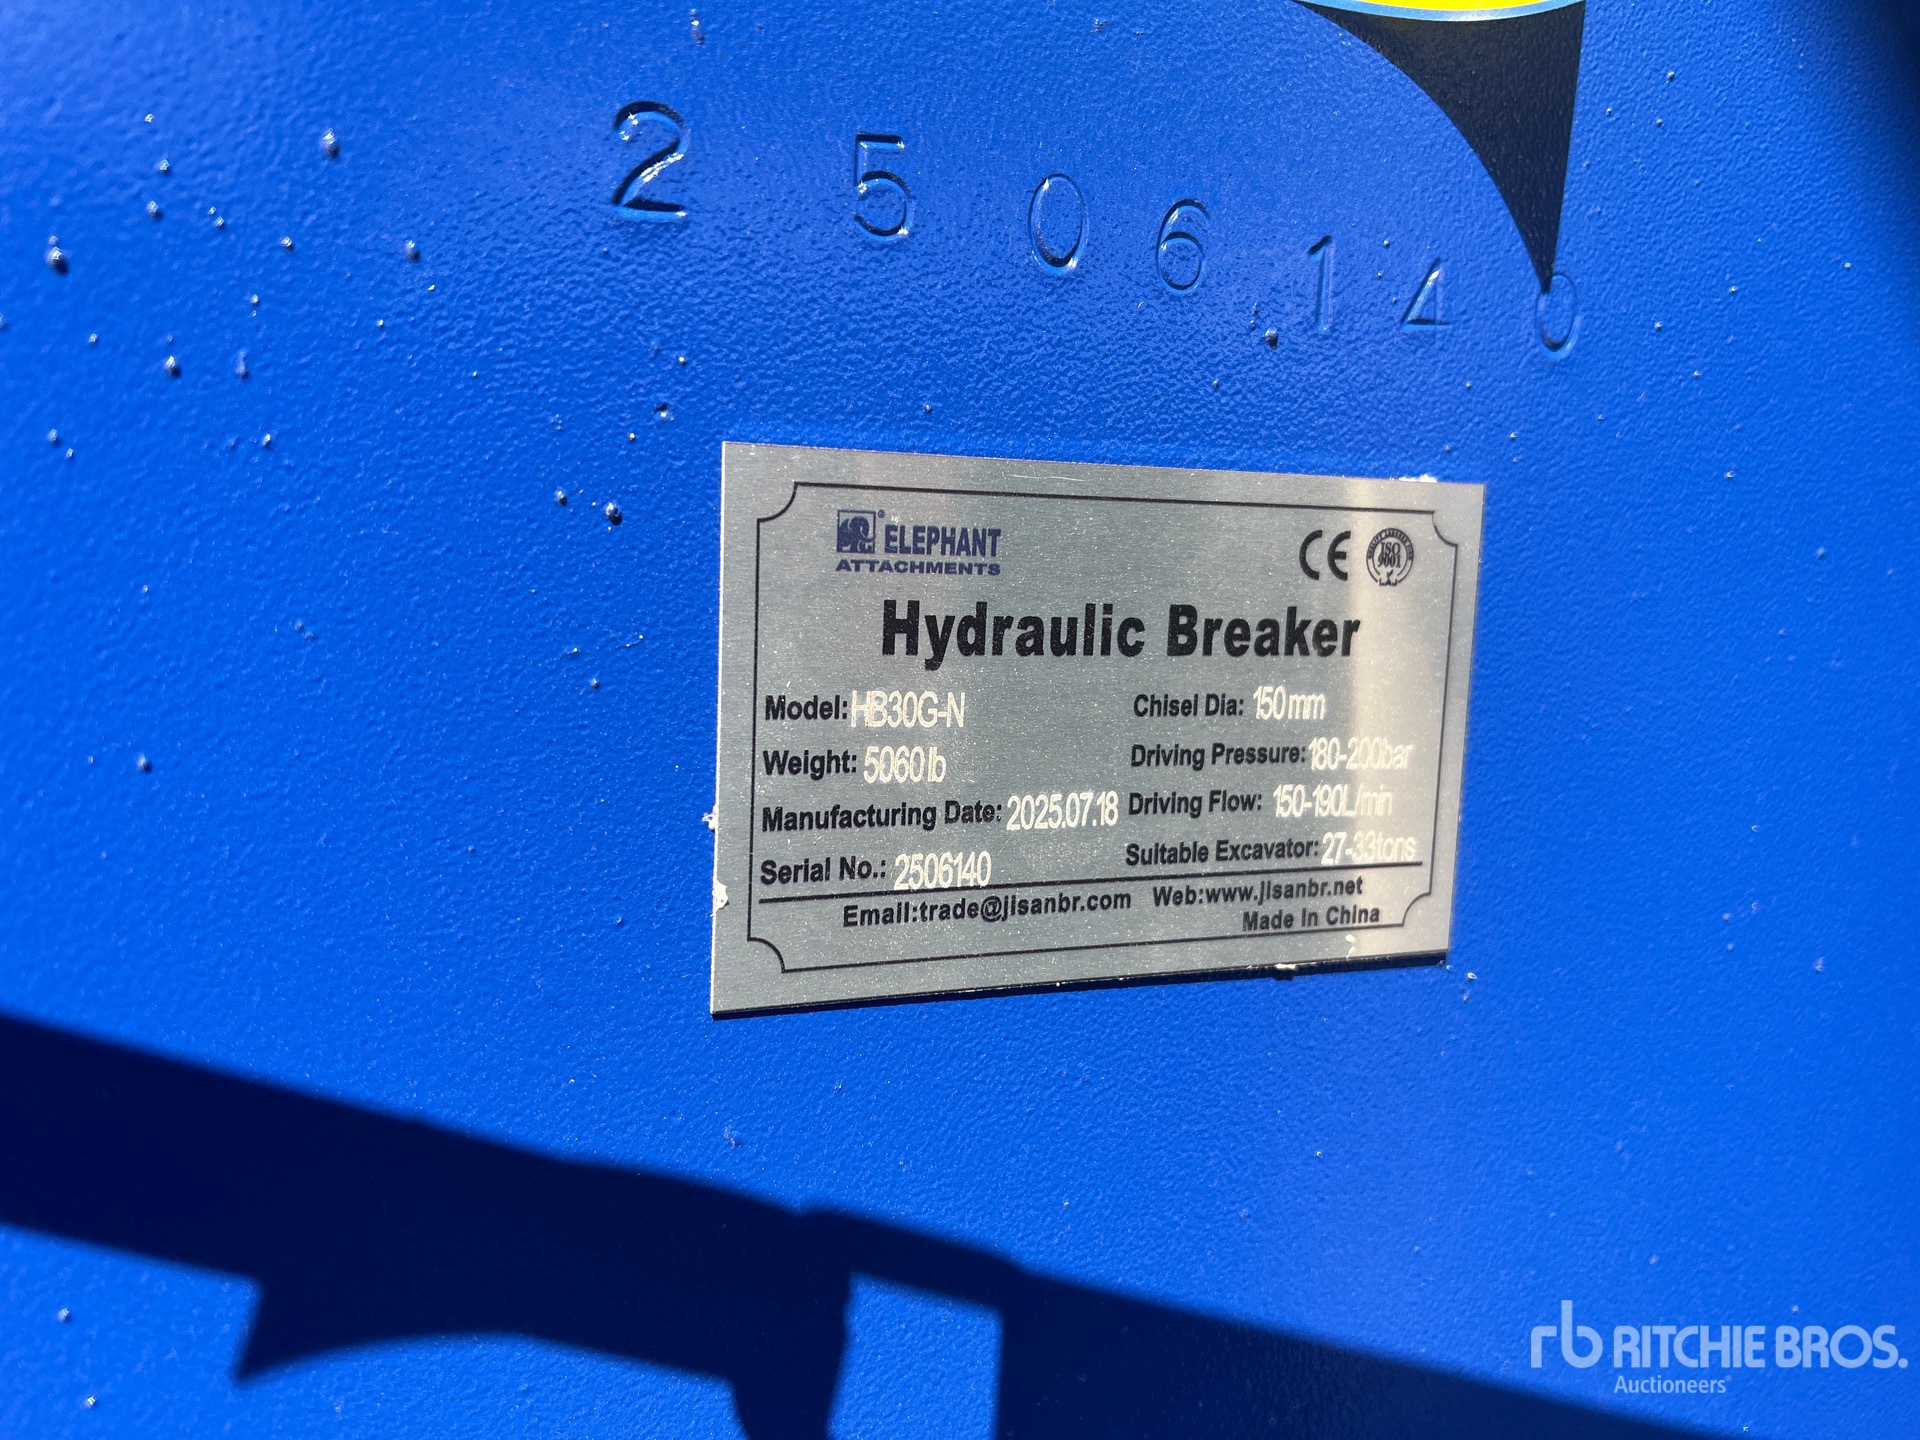 2506140
ELEPHANT
ATTACHMENTS
CE
ISO
9001
Hydraulic Breaker
Model: HB30G-N
Chisel Dia: 150mm
Weight: 5060lb
Driving Pressure: 180-200bar
Manufacturing Date: 2025.07.18
Driving Flow: 150-190L/min
Serial No.: 2506140
Suitable Excavator: 27-33tons
Email:trade@jisanbr.com Web:www.jisanbr.net
Made In China
rb RITCHIE BROS.
Auctioneers